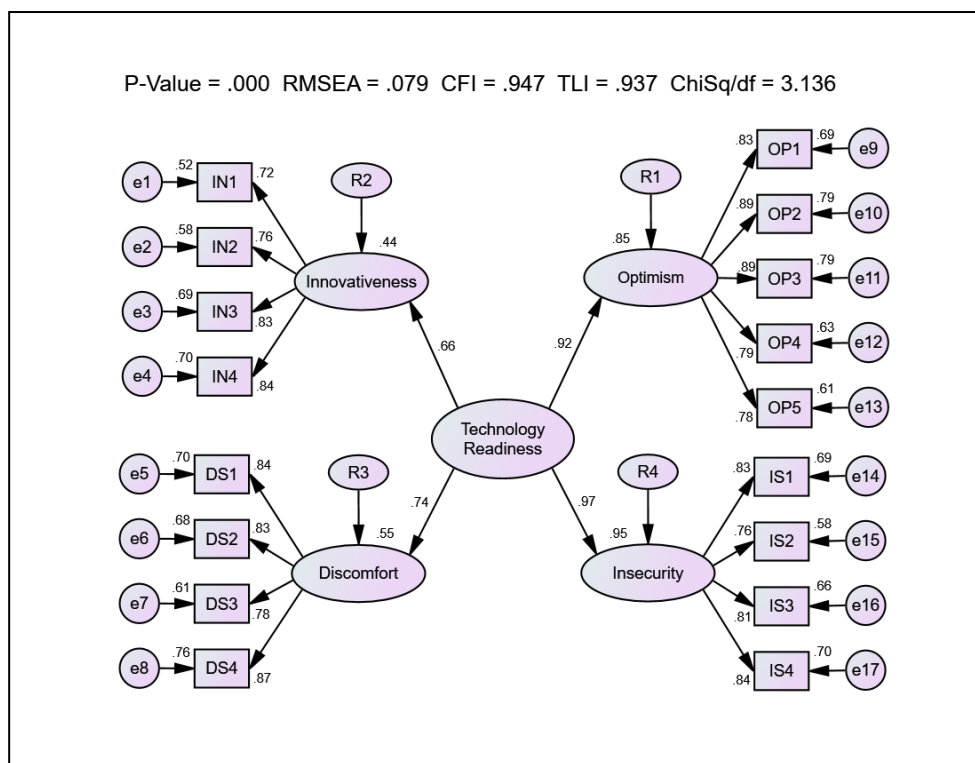 P-Value = .000 RMSEA = .079 CFI = .947 TLI = .937 ChiSq/df = 3.136
e1 .52 IN1 .72
e2 .58 IN2 .76
e3 .69 IN3 .83
e4 .70 IN4 .84
R2
.44
Innovativeness
.66
R1
.85
Optimism
.92
.83 OP1 .69 e9
.89 OP2 .79 e10
.89 OP3 .79 e11
.79 OP4 .63 e12
.78 OP5 .61 e13
Technology
Readiness
e5 .70 DS1 .84
e6 .68 DS2 .83
e7 .61 DS3 .78
e8 .76 DS4 .87
R3
.55
Discomfort
.74
R4
.95
Insecurity
.97
.83 IS1 .69 e14
.76 IS2 .58 e15
.81 IS3 .66 e16
.84 IS4 .70 e17